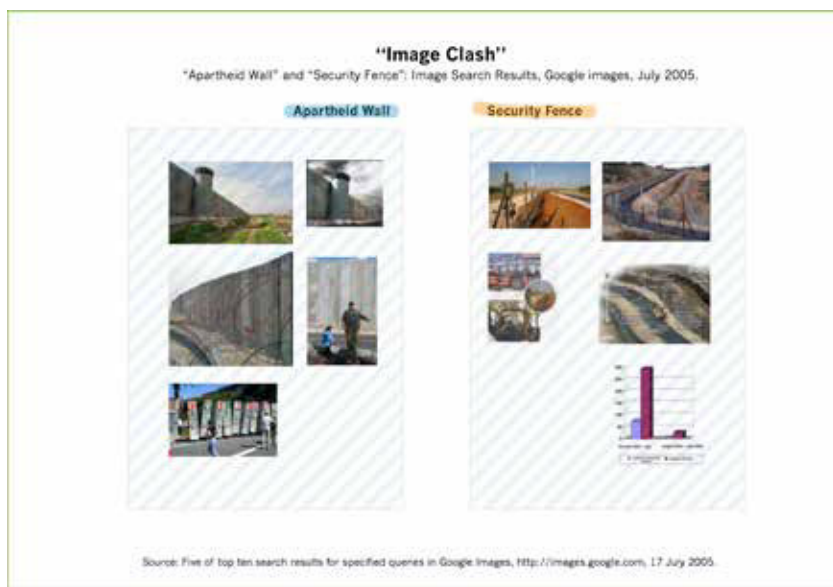 “Image Clash”
“Apartheid Wall” and “Security Fence”: Image Search Results, Google images, July 2005.
Apartheid Wall
Security Fence
Source: Five of top ten search results for specified queries in Google Images, http://images.google.com, 17 July 2005.